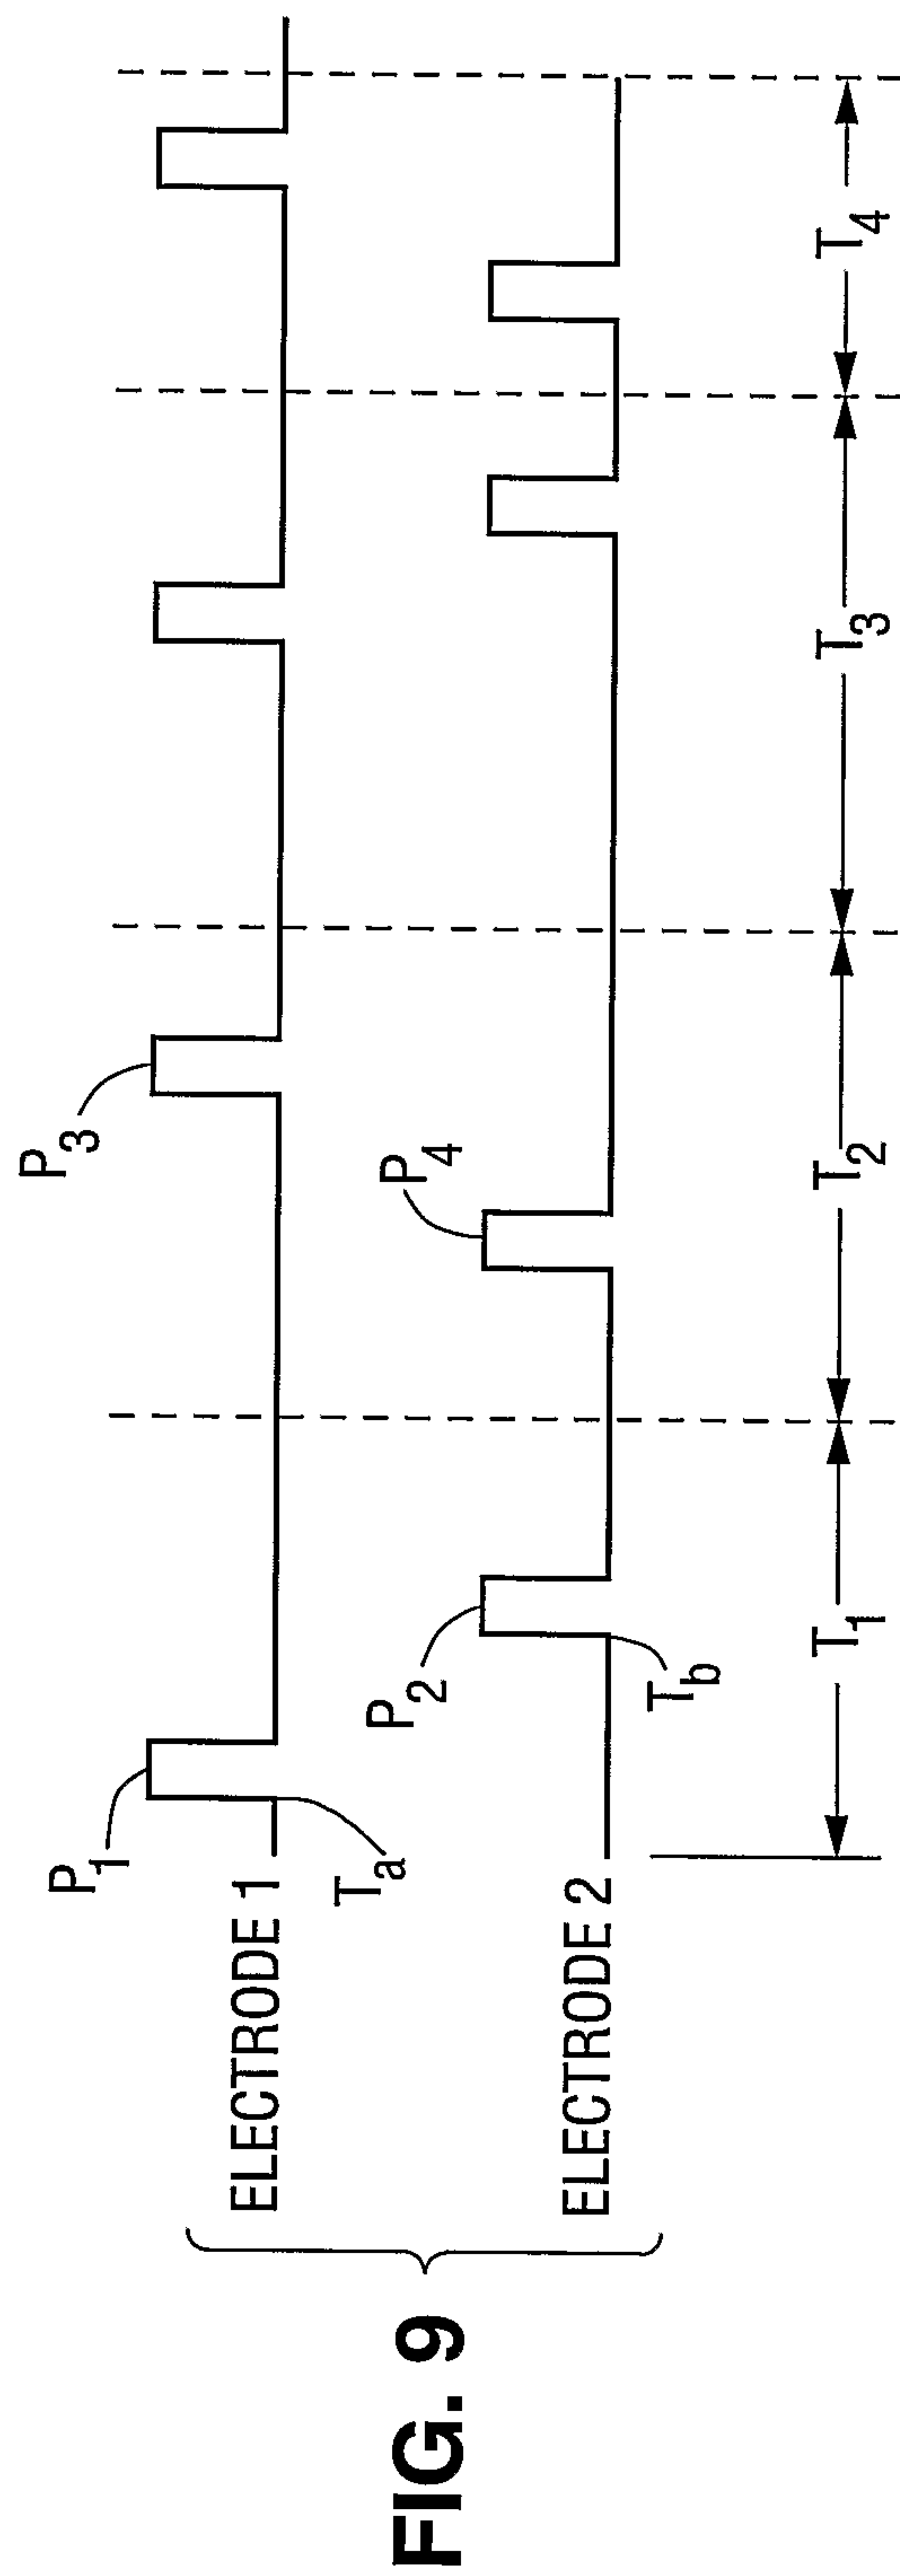 P1
P3
ELECTRODE 1
Ta
P2
P4
ELECTRODE 2
Tb
T1
T2
T3
T4
FIG. 9